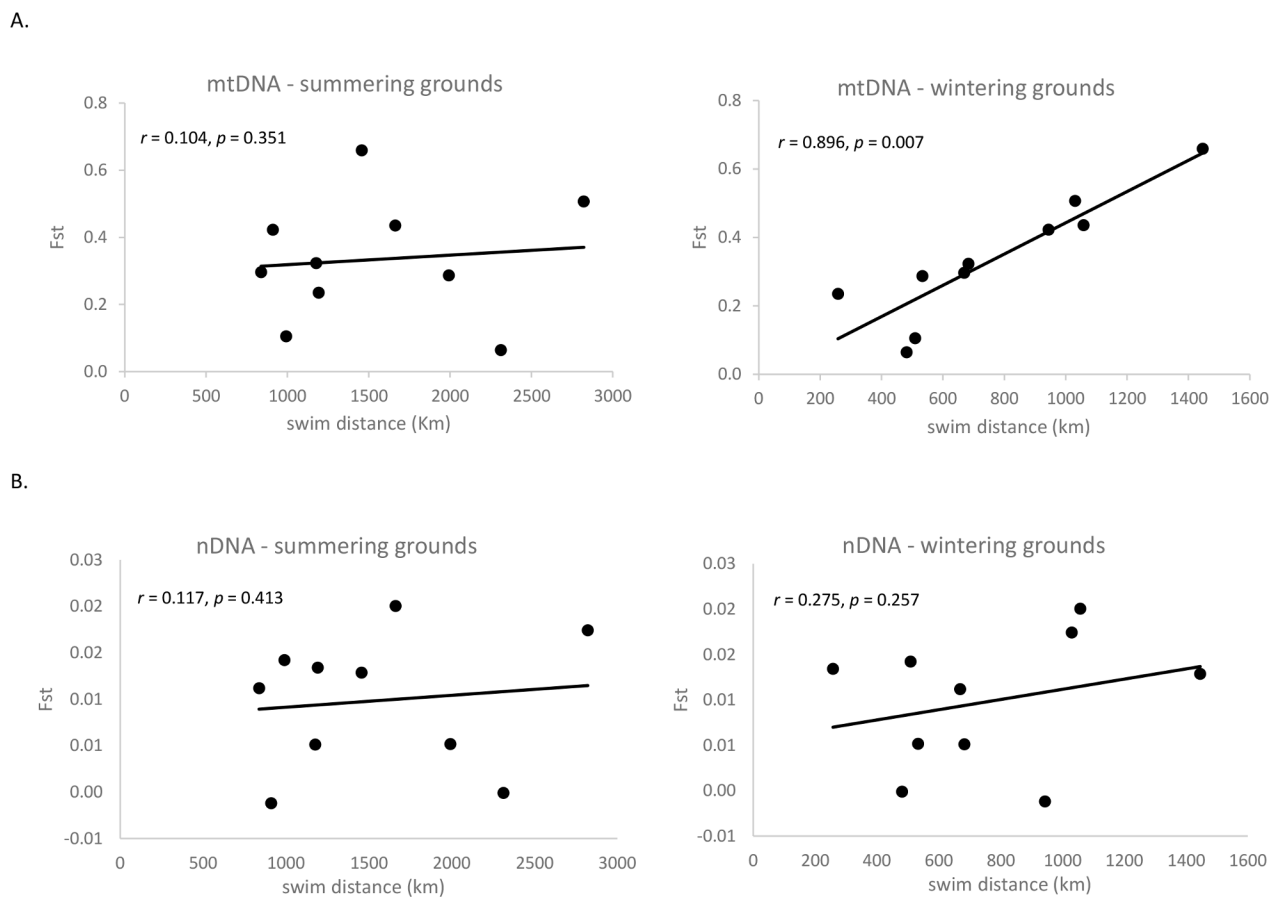 A.
mtDNA - summering grounds
r = 0.104, p = 0.351
0.8
0.6
0.4
0.2
0.0
Fst
0 500 1000 1500 2000 2500 3000
swim distance (Km)
mtDNA - wintering grounds
r = 0.896, p = 0.007
0.8
0.6
0.4
0.2
0.0
Fst
0 200 400 600 800 1000 1200 1400 1600
swim distance (km)
B.
nDNA - summering grounds
r = 0.117, p = 0.413
0.03
0.02
0.02
0.01
0.01
0.00
-0.01
Fst
0 500 1000 1500 2000 2500 3000
swim distance (km)
nDNA - wintering grounds
r = 0.275, p = 0.257
0.03
0.02
0.02
0.01
0.01
0.00
-0.01
Fst
0 200 400 600 800 1000 1200 1400 1600
swim distance (km)